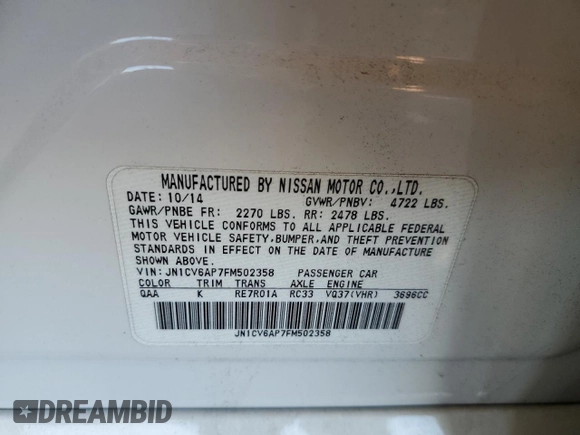 MANUFACTURED BY NISSAN MOTOR CO.,LTD.
DATE: 10/14 GVWR/PNBV: 4722 LBS.
GAWR/PNBE FR: 2270 LBS. RR: 2478 LBS.
THIS VEHICLE CONFORMS TO ALL APPLICABLE FEDERAL
MOTOR VEHICLE SAFETY,BUMPER,AND THEFT PREVENTION
STANDARDS IN EFFECT ON THE DATE OF MANUFACTURE
SHOWN ABOVE.
VIN: JN1CV6AP7FM502358 PASSENGER CAR
COLOR TRIM TRANS AXLE ENGINE
QAA K RE7R01A RC33 VQ37(VHR) 3696CC
JN1CV6AP7FM502358
DREAMBID